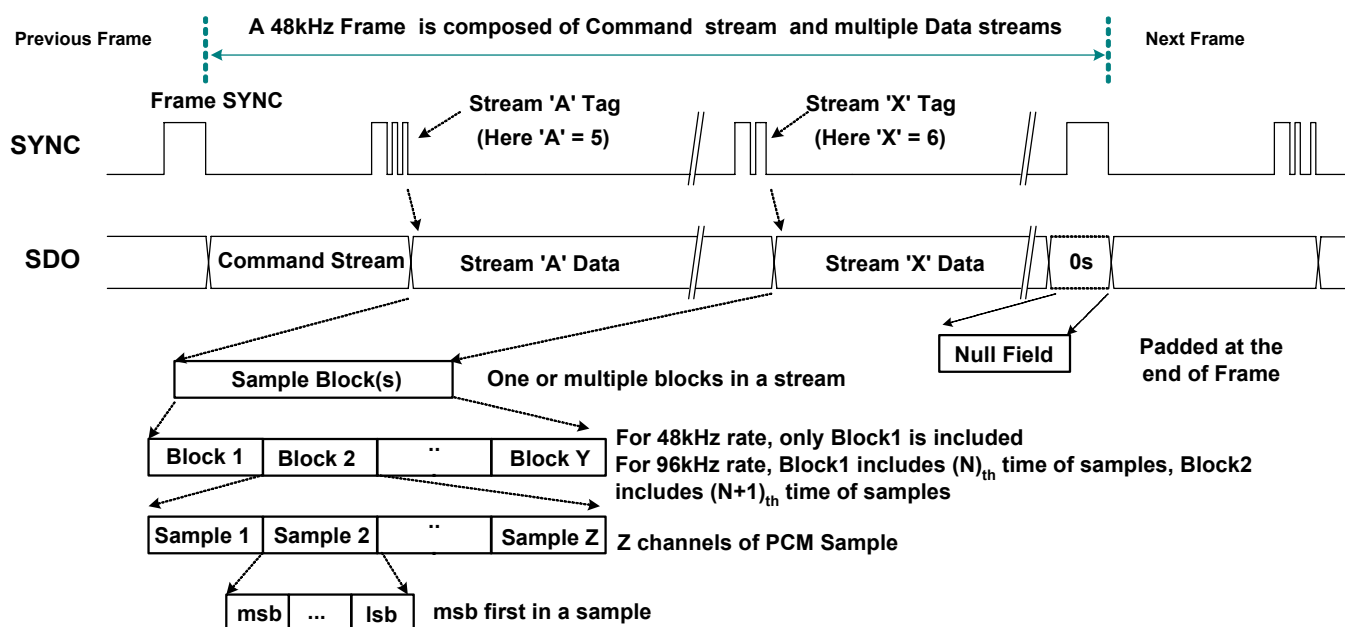 A 48kHz Frame is composed of Command stream and multiple Data streams
Previous Frame
Next Frame
Frame SYNC
Stream 'A' Tag
(Here 'A' = 5)
Stream 'X' Tag
(Here 'X' = 6)
SYNC
SDO
Command Stream
Stream 'A' Data
Stream 'X' Data
0s
Null Field
Padded at the
end of Frame
Sample Block(s)
One or multiple blocks in a stream
Block 1
Block 2
..
Block Y
For 48kHz rate, only Block1 is included
For 96kHz rate, Block1 includes (N)th time of samples, Block2
includes (N+1)th time of samples
Sample 1
Sample 2
..
Sample Z
Z channels of PCM Sample
msb
...
lsb
msb first in a sample